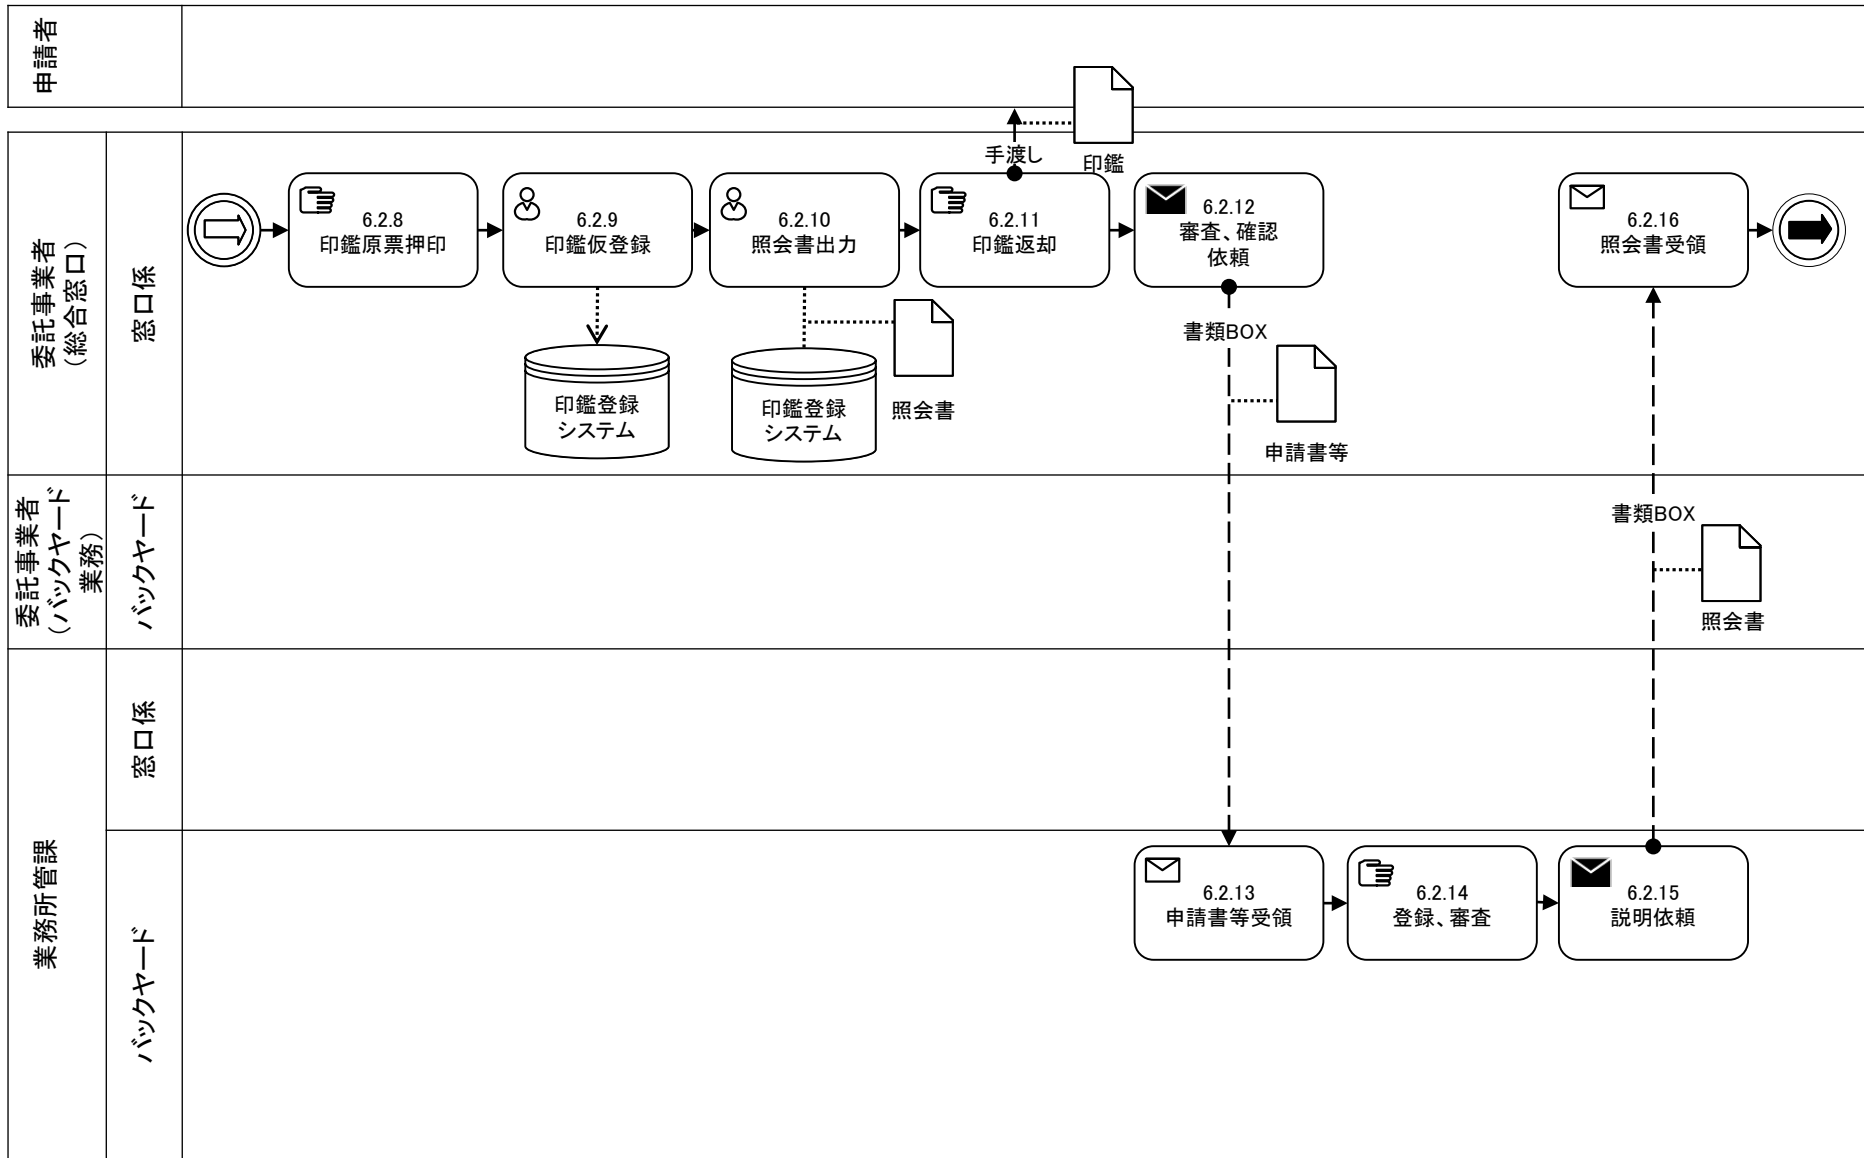 申請者
印鑑
手渡し
委託事業者
（総合窓口）
窓口係
6.2.8
印鑑原票押印
6.2.9
印鑑仮登録
6.2.10
照会書出力
6.2.11
印鑑返却
6.2.12
審査、確認
依頼
6.2.16
照会書受領
印鑑登録
システム
印鑑登録
システム
照会書
書類BOX
申請書等
委託事業者
（バックヤード
業務）
バックヤード
書類BOX
照会書
業務所管課
窓口係
バックヤード
6.2.13
申請書等受領
6.2.14
登録、審査
6.2.15
説明依頼